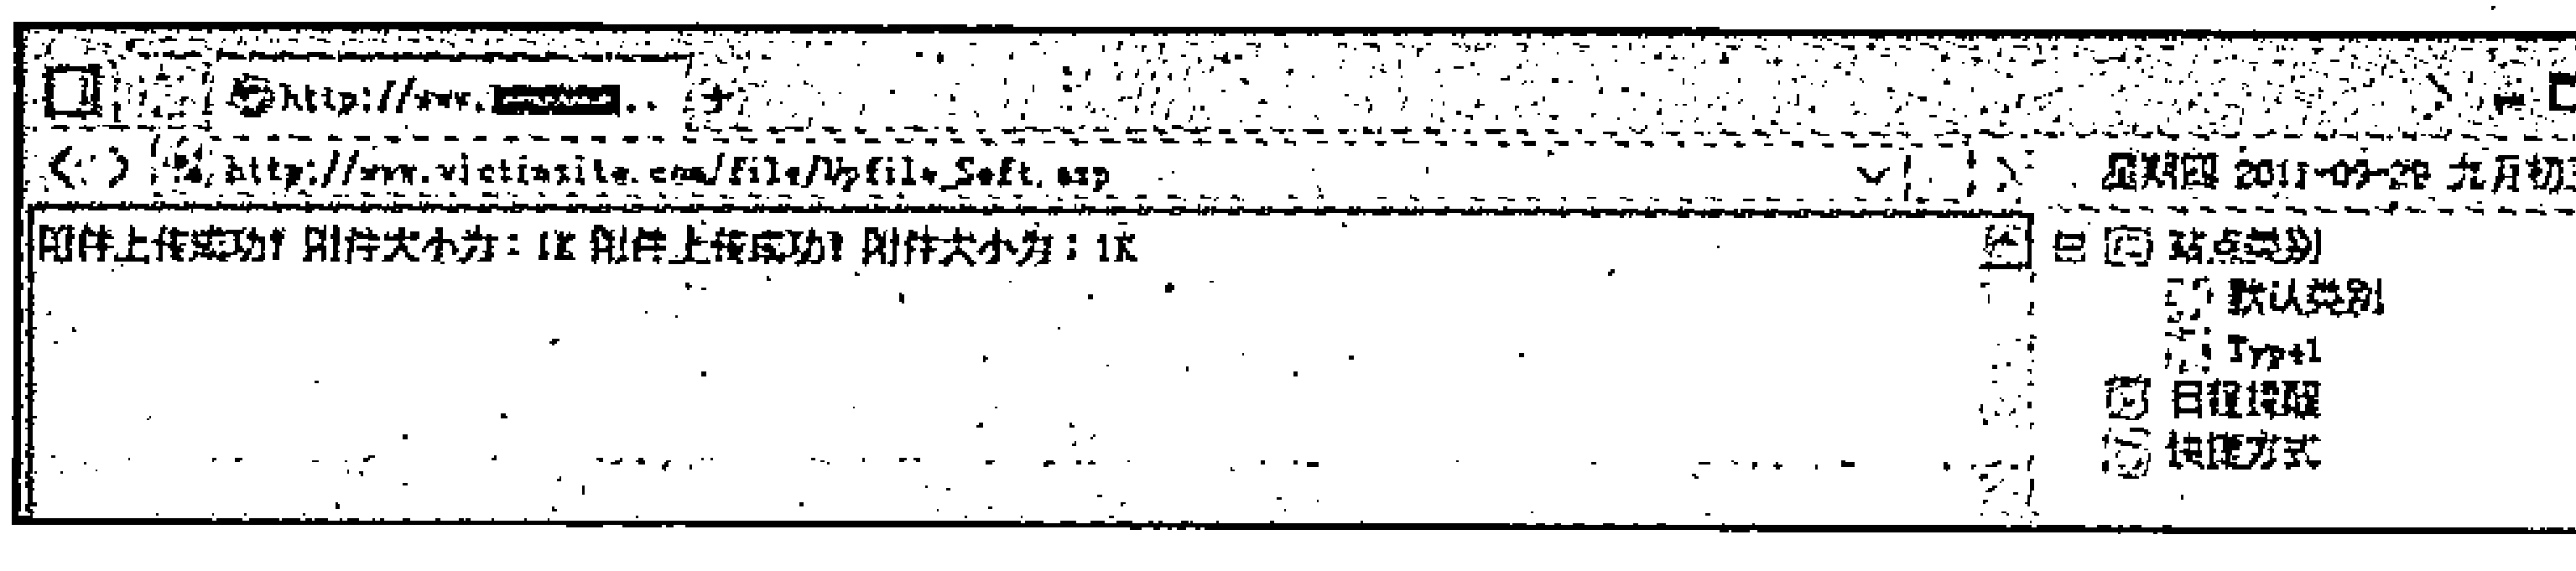 http://www.
http://www.victimsite.com/file/Upfile_Soft.asp
星期四 2011-09-29 九月初三
附件上传成功! 附件大小为：1K 附件上传成功! 附件大小为：1K
站点类别
默认类别
Type1
日程提醒
快捷方式